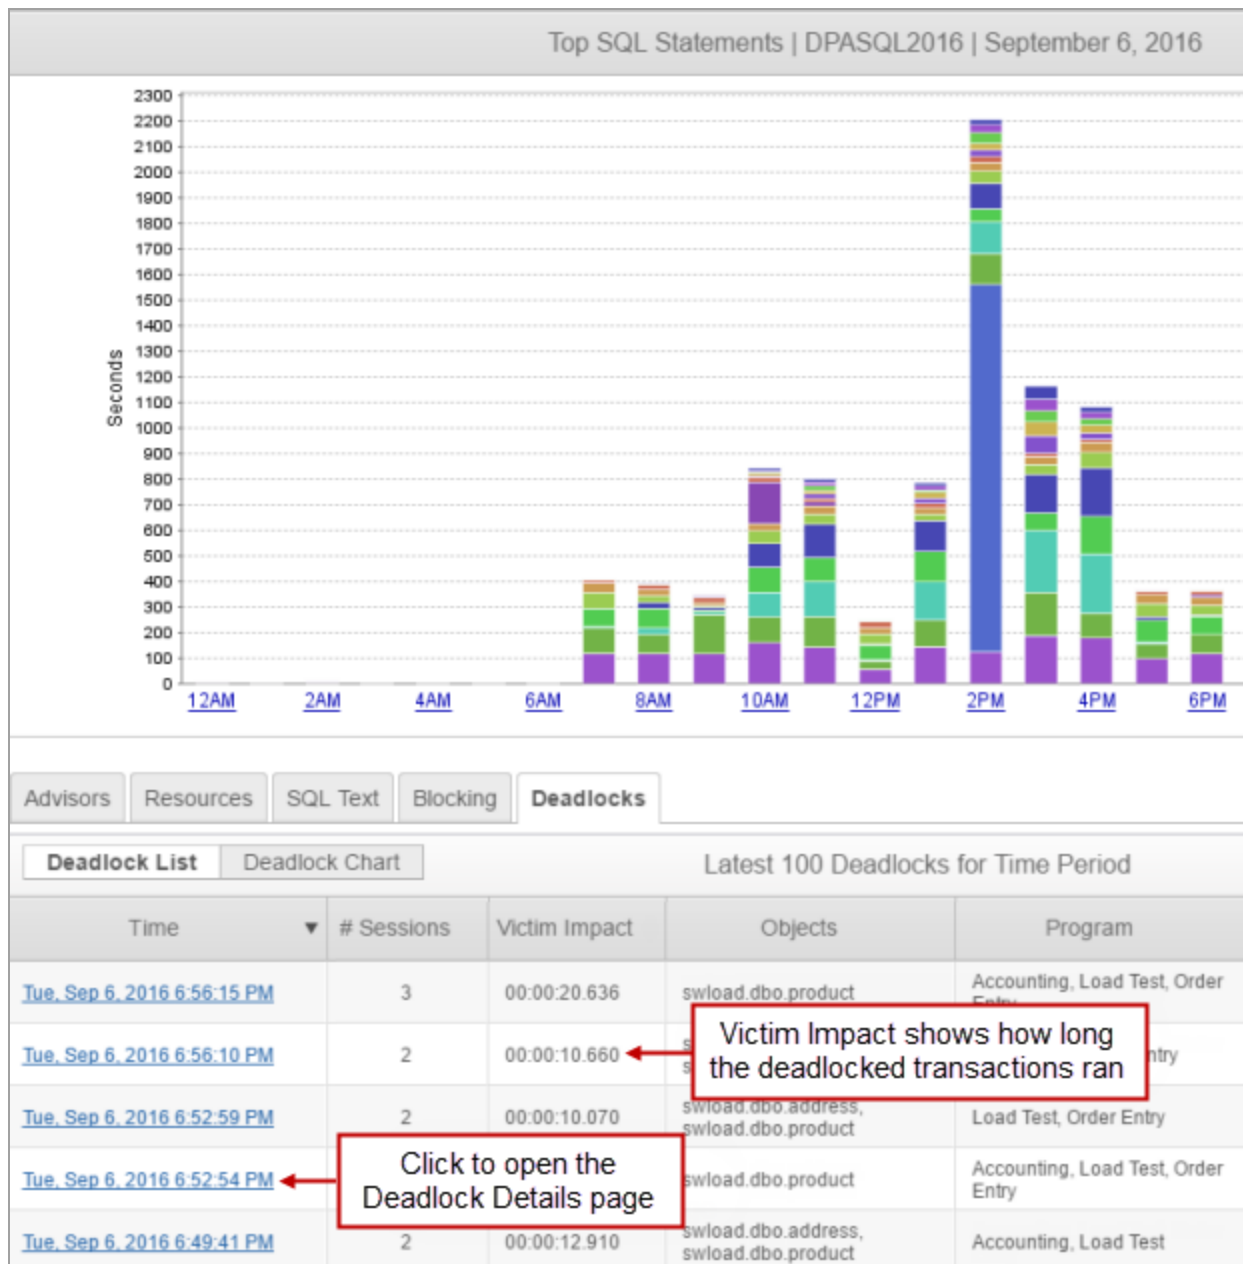 Top SQL Statements | DPASQL2016 | September 6, 2016
2300
2200
2100
2000
1900
1800
1700
1600
1500
1400
1300
1200
1100
1000
900
800
700
600
500
400
300
200
100
0
Seconds
12AM 2AM 4AM 6AM 8AM 10AM 12PM 2PM 4PM 6PM
Advisors Resources SQL Text Blocking Deadlocks
Deadlock List Deadlock Chart Latest 100 Deadlocks for Time Period
Time ▼ # Sessions Victim Impact Objects Program
Tue, Sep 6, 2016 6:56:15 PM 3 00:00:20.636 swload.dbo.product Accounting, Load Test, Order
Victim Impact shows how long
the deadlocked transactions ran
Tue, Sep 6, 2016 6:56:10 PM 2 00:00:10.660
Tue, Sep 6, 2016 6:52:59 PM 2 00:00:10.070 swload.dbo.address,
swload.dbo.product Load Test, Order Entry
Click to open the
Deadlock Details page
Tue, Sep 6, 2016 6:52:54 PM swload.dbo.product Accounting, Load Test, Order
Entry
Tue, Sep 6, 2016 6:49:41 PM 2 00:00:12.910 swload.dbo.address,
swload.dbo.product Accounting, Load Test